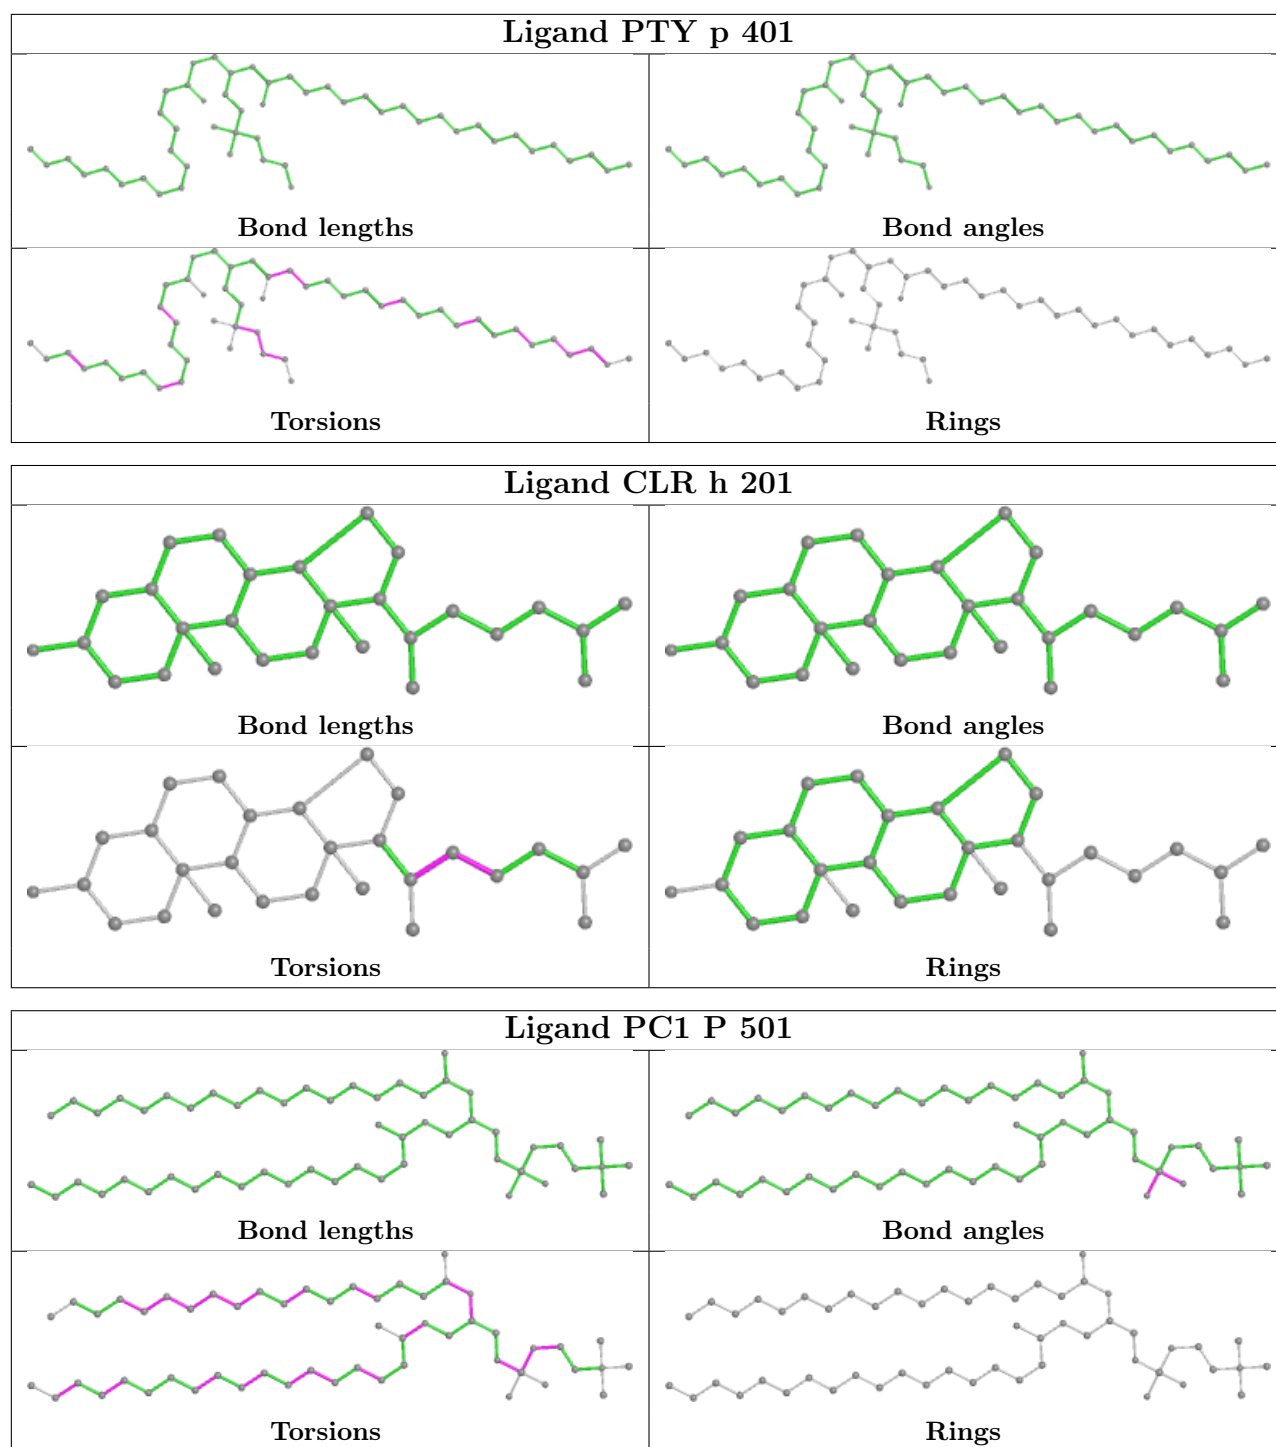 Ligand PTY p 401
Bond lengths
Bond angles
Torsions
Rings
Ligand CLR h 201
Bond lengths
Bond angles
Torsions
Rings
Ligand PC1 P 501
Bond lengths
Bond angles
Torsions
Rings